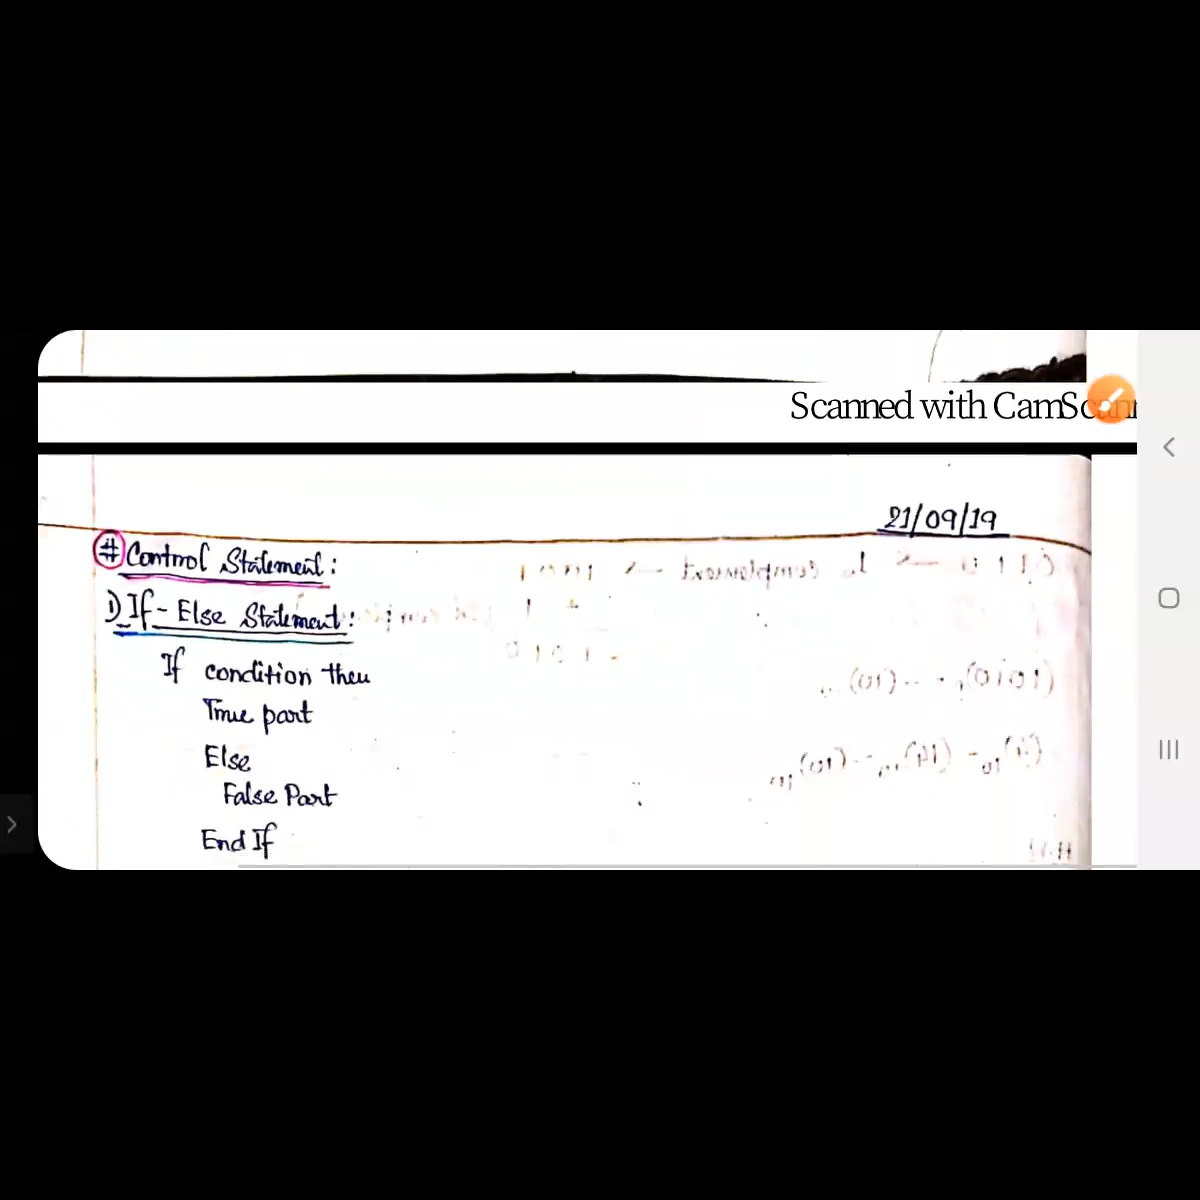 Scanned with CamScann
21/09/19
# Control Statement:
1) If - Else Statement:
If condition then
True part
Else
False Part
End If